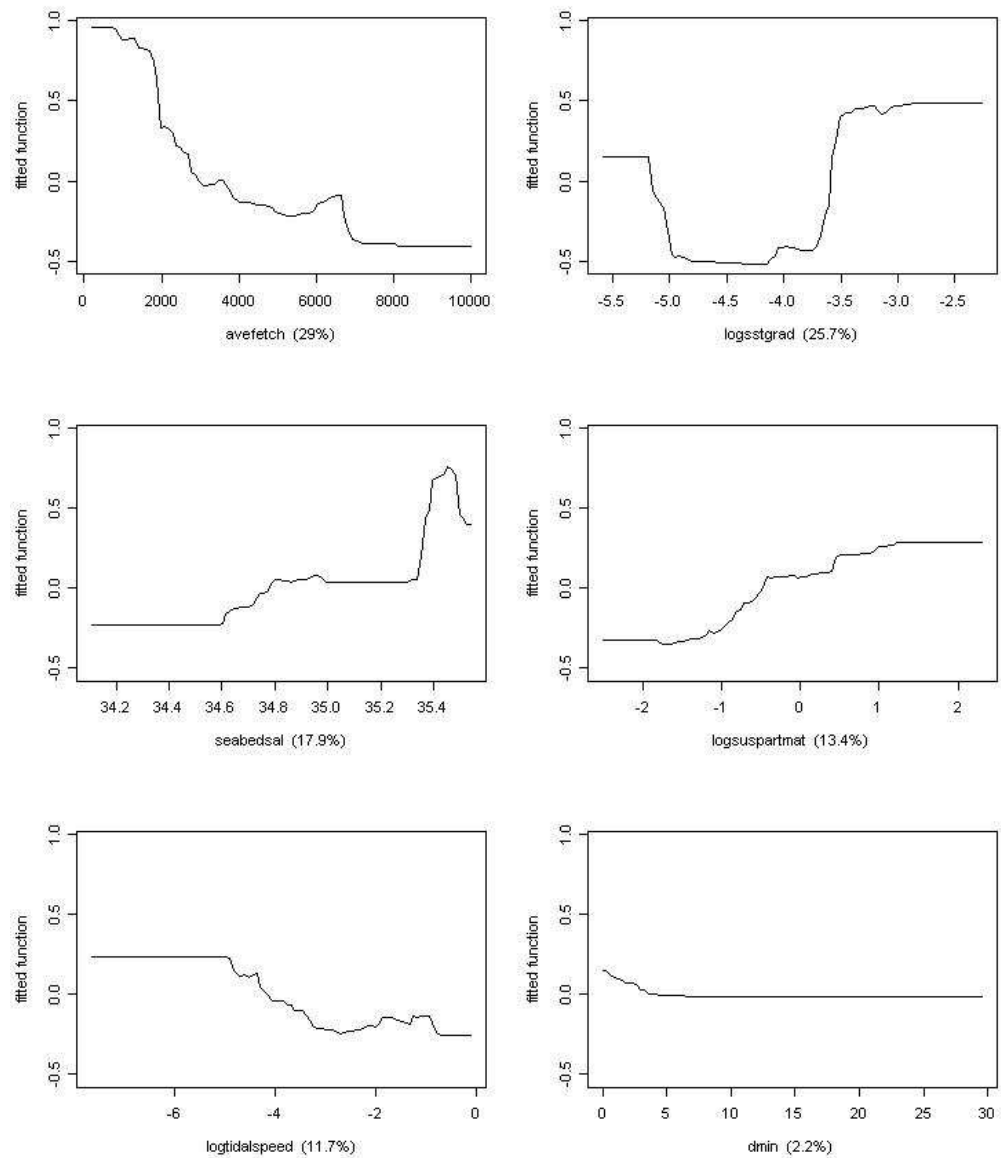 1.0
0.5
0.0
-0.5
fitted function
0 2000 4000 6000 8000 10000
avefetch (29%)
1.0
0.5
0.0
-0.5
fitted function
-5.5 -5.0 -4.5 -4.0 -3.5 -3.0 -2.5
logsstgrad (25.7%)
1.0
0.5
0.0
-0.5
fitted function
34.2 34.4 34.6 34.8 35.0 35.2 35.4
seabedsal (17.9%)
1.0
0.5
0.0
-0.5
fitted function
-2 -1 0 1 2
logsuspartmat (13.4%)
1.0
0.5
0.0
-0.5
fitted function
-6 -4 -2 0
logtidalspeed (11.7%)
1.0
0.5
0.0
-0.5
fitted function
0 5 10 15 20 25 30
dmin (2.2%)